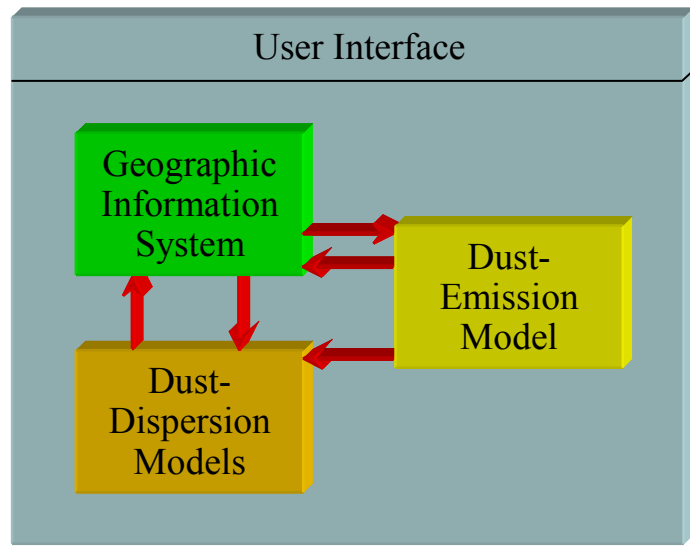 User Interface
Geographic
Information
System
Dust-
Emission
Model
Dust-
Dispersion
Models